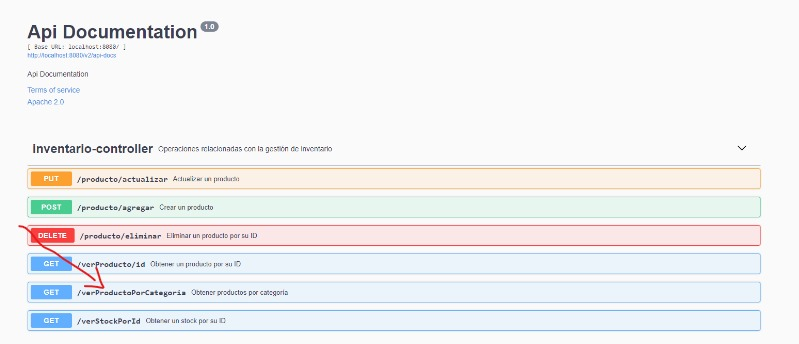 Api Documentation 1.0
[ Base URL: localhost:8080/ ]
http://localhost:8080/v2/api-docs
Api Documentation
Terms of service
Apache 2.0
Inventario-controller Operaciones relacionadas con la gestión de inventario
PUT /producto/actualizar Actualizar un producto
POST /producto/agregar Crear un producto
DELETE /producto/eliminar Eliminar un producto por su ID
GET /verProducto/id Obtener un producto por su ID
GET /verProductoPorCategoria Obtener productos por categoria
GET /verStockPorId Obtener un stock por su ID